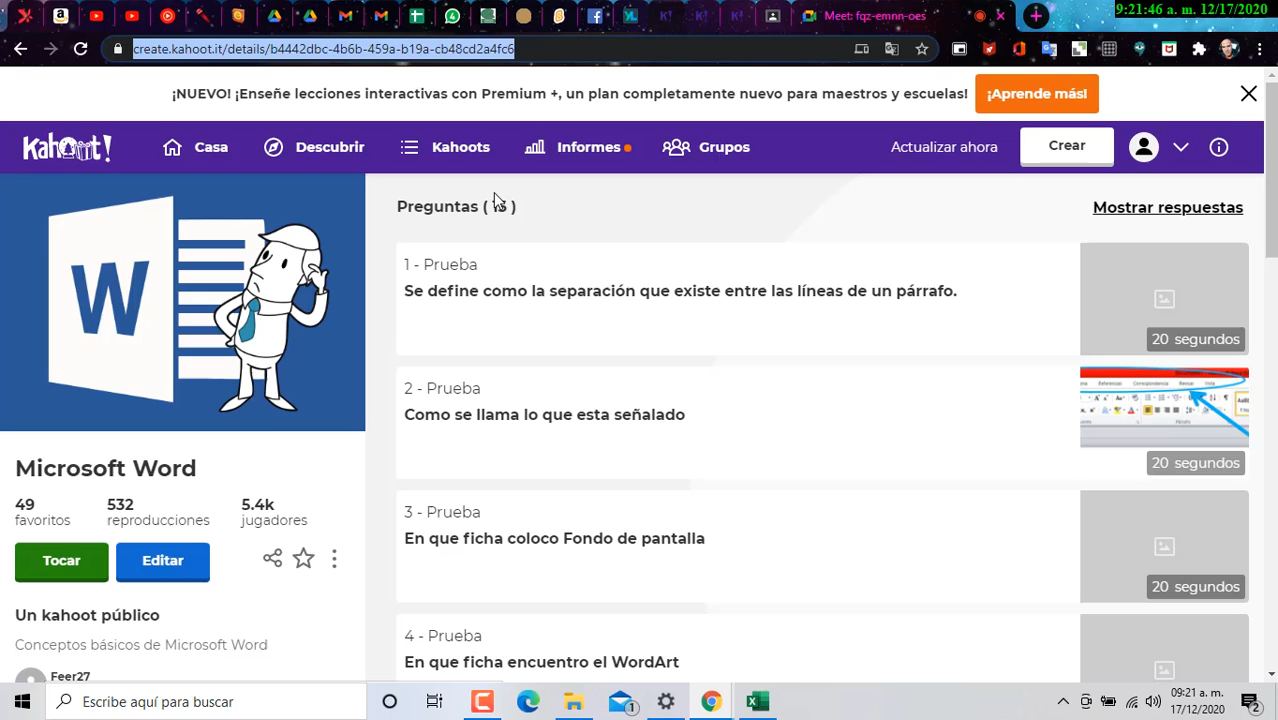 9:21:46 a. m. 12/17/2020
Meet: fqz-emnn-oes
create.kahoot.it/details/b4442dbc-4b6b-459a-b19a-cb48cd2a4fc6
¡NUEVO! ¡Enseñe lecciones interactivas con Premium +, un plan completamente nuevo para maestros y escuelas!
¡Aprende más!
Kahoot!
Casa
Descubrir
Kahoots
Informes
Grupos
Actualizar ahora
Crear
W
Preguntas ( )
Mostrar respuestas
1 - Prueba
Se define como la separación que existe entre las líneas de un párrafo.
20 segundos
2 - Prueba
Como se llama lo que esta señalado
20 segundos
3 - Prueba
En que ficha coloco Fondo de pantalla
20 segundos
4 - Prueba
En que ficha encuentro el WordArt
Microsoft Word
49 532 5.4k
favoritos reproducciones jugadores
Tocar
Editar
Un kahoot público
Conceptos básicos de Microsoft Word
Feer27
Escribe aquí para buscar
1
09:21 a. m.
17/12/2020
2